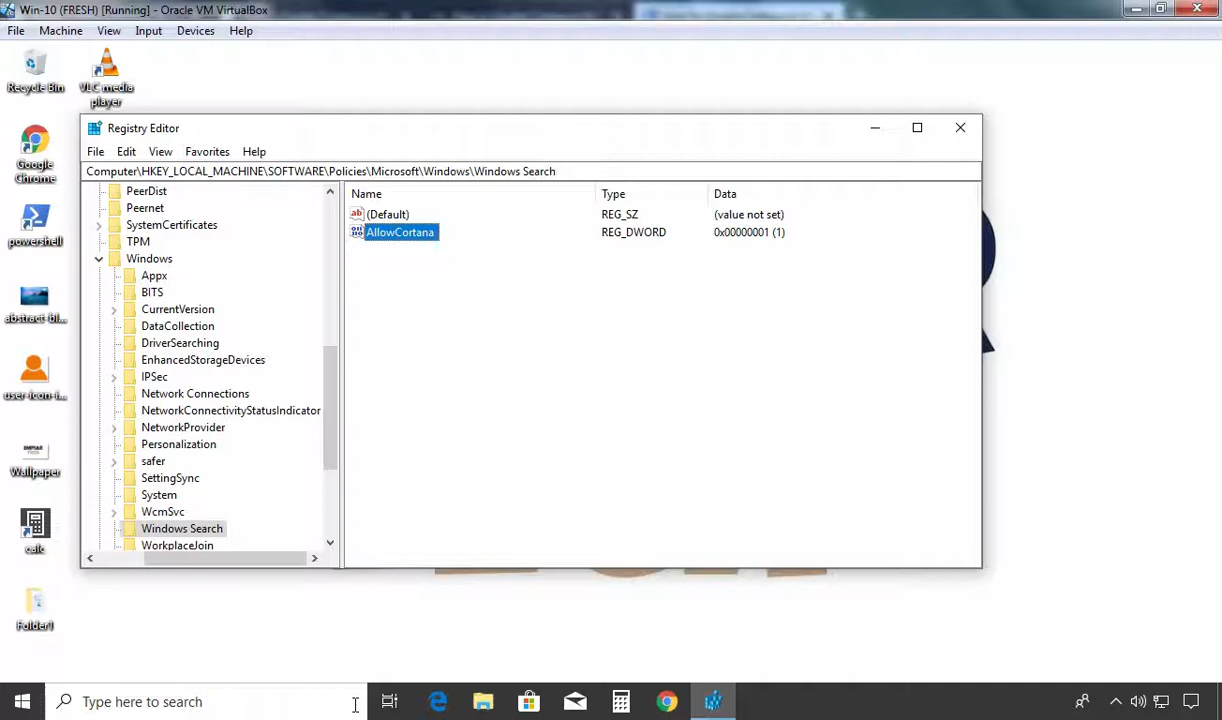 Win-10 (FRESH) [Running] - Oracle VM VirtualBox
File Machine View Input Devices Help
Recycle Bin
VLC media
player
Google
Chrome
powershell
abstract-bl...
user-icon-i...
Wallpaper
calc
Folder1
Registry Editor
File Edit View Favorites Help
Computer\HKEY_LOCAL_MACHINE\SOFTWARE\Policies\Microsoft\Windows\Windows Search
PeerDist
Peernet
SystemCertificates
TPM
Windows
Appx
BITS
CurrentVersion
DataCollection
DriverSearching
EnhancedStorageDevices
IPSec
Network Connections
NetworkConnectivityStatusIndicator
NetworkProvider
Personalization
safer
SettingSync
System
WcmSvc
Windows Search
WorkplaceJoin
Name Type Data
(Default) REG_SZ (value not set)
AllowCortana REG_DWORD 0x00000001 (1)
Type here to search